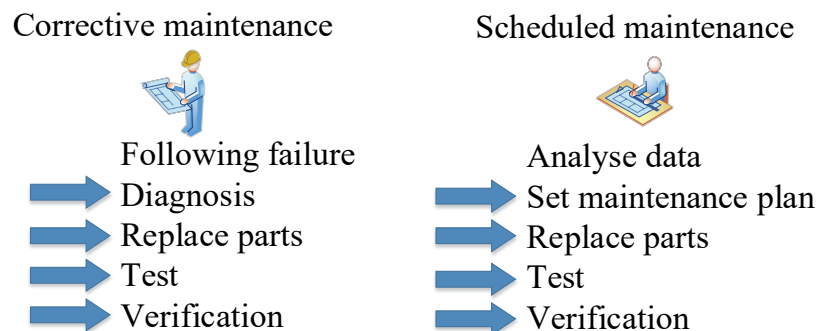 Corrective maintenance
Following failure
Diagnosis
Replace parts
Test
Verification
Scheduled maintenance
Analyse data
Set maintenance plan
Replace parts
Test
Verification